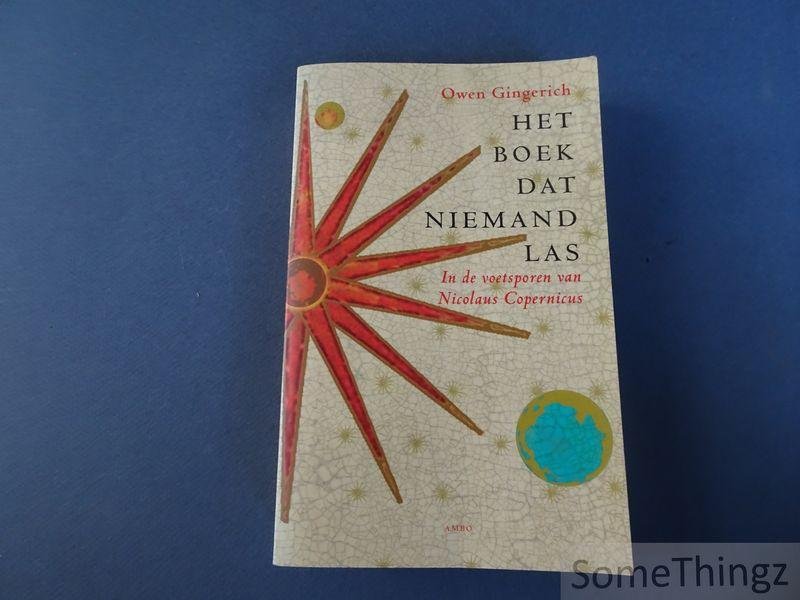 Owen Gingerich
HET
BOEK
DAT
NIEMAND
LAS
In de voetsporen van
Nicolaus Copernicus
AMBO
SomeThingz